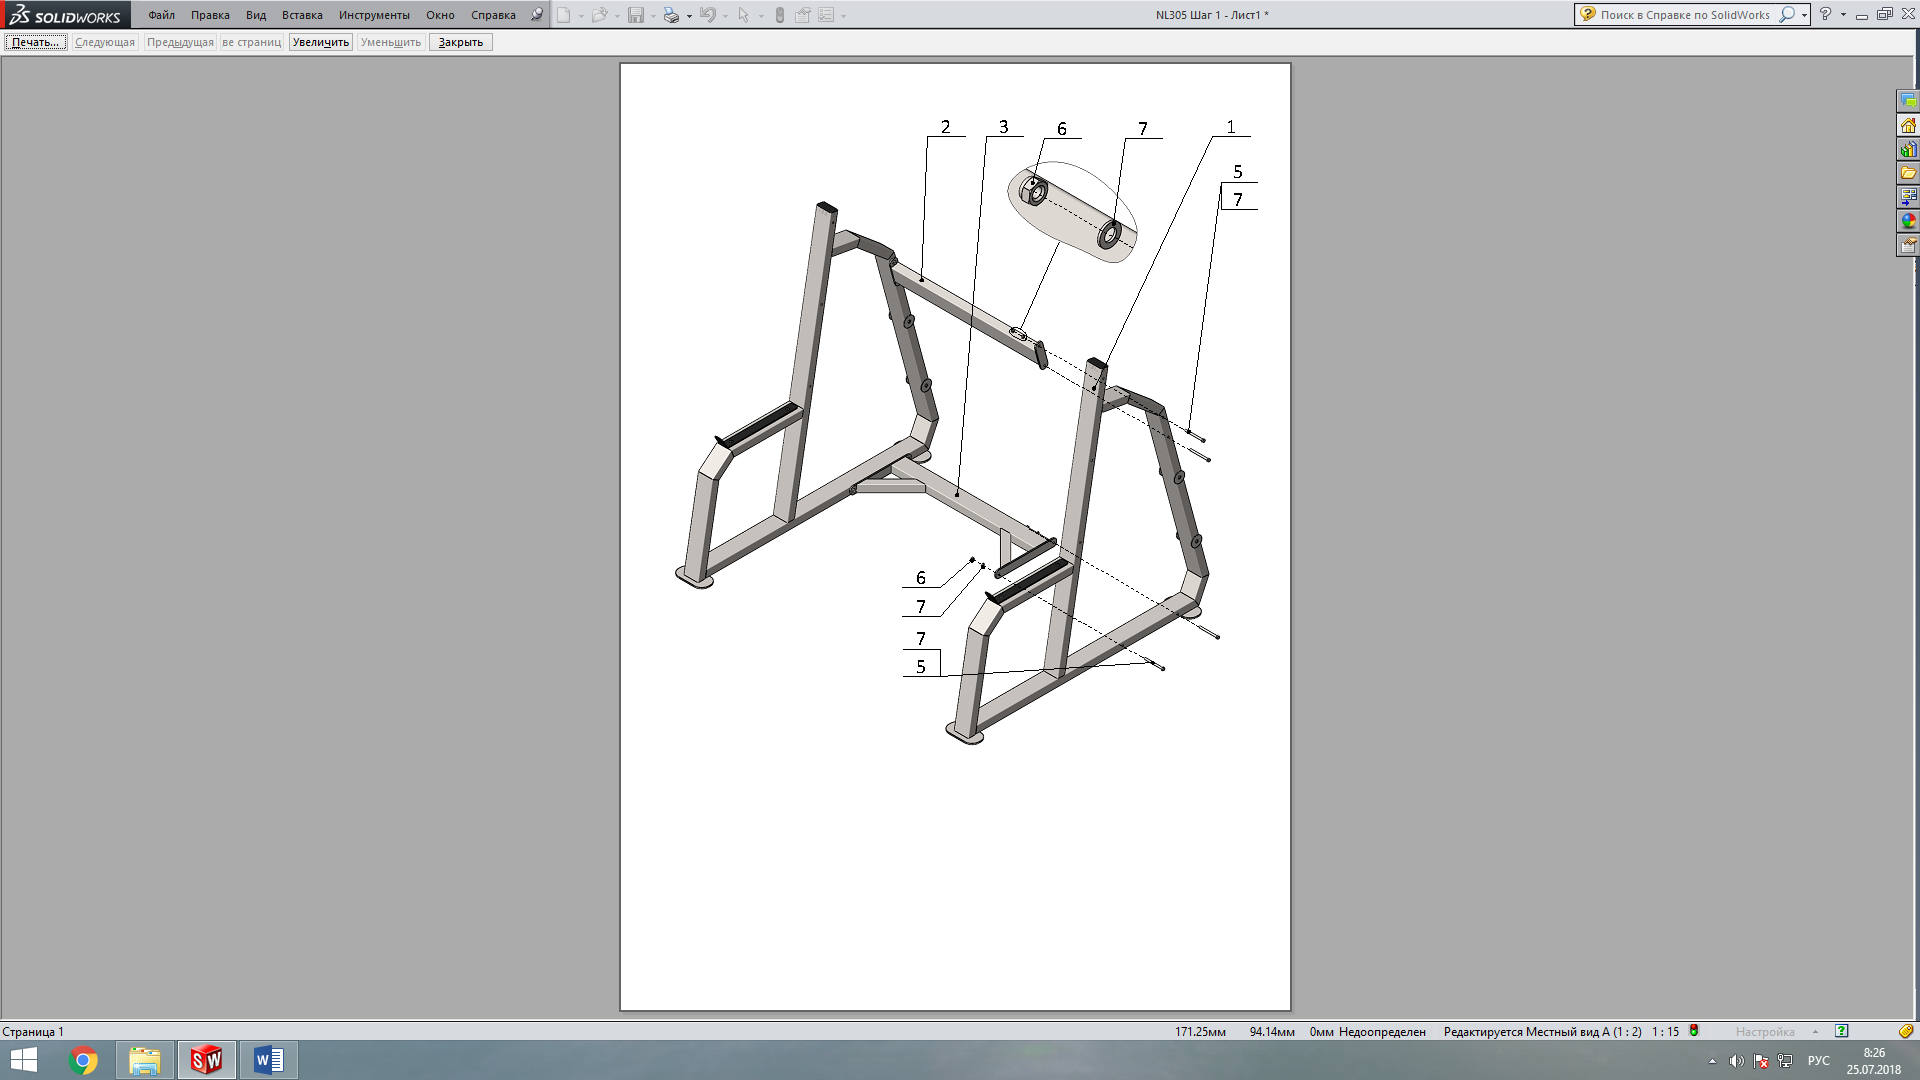 SOLIDWORKS Файл Правка Вид Вставка Инструменты Окно Справка NL305 Шаг 1 - Лист1 * Поиск в Справке по SolidWorks ?
Печать... Следующая Предыдущая ве страниц Увеличить Уменьшить Закрыть
2 3 6 7 1
5
7
6
7
7
5
Страница 1 171.25мм 94.14мм 0мм Недоопределен Редактируется Местный вид A (1 : 2) 1 : 15 Настройка ?
SW W РУС 8:26
25.07.2018